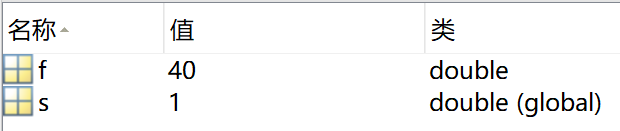 名称 值 类
f 40 double
s 1 double (global)